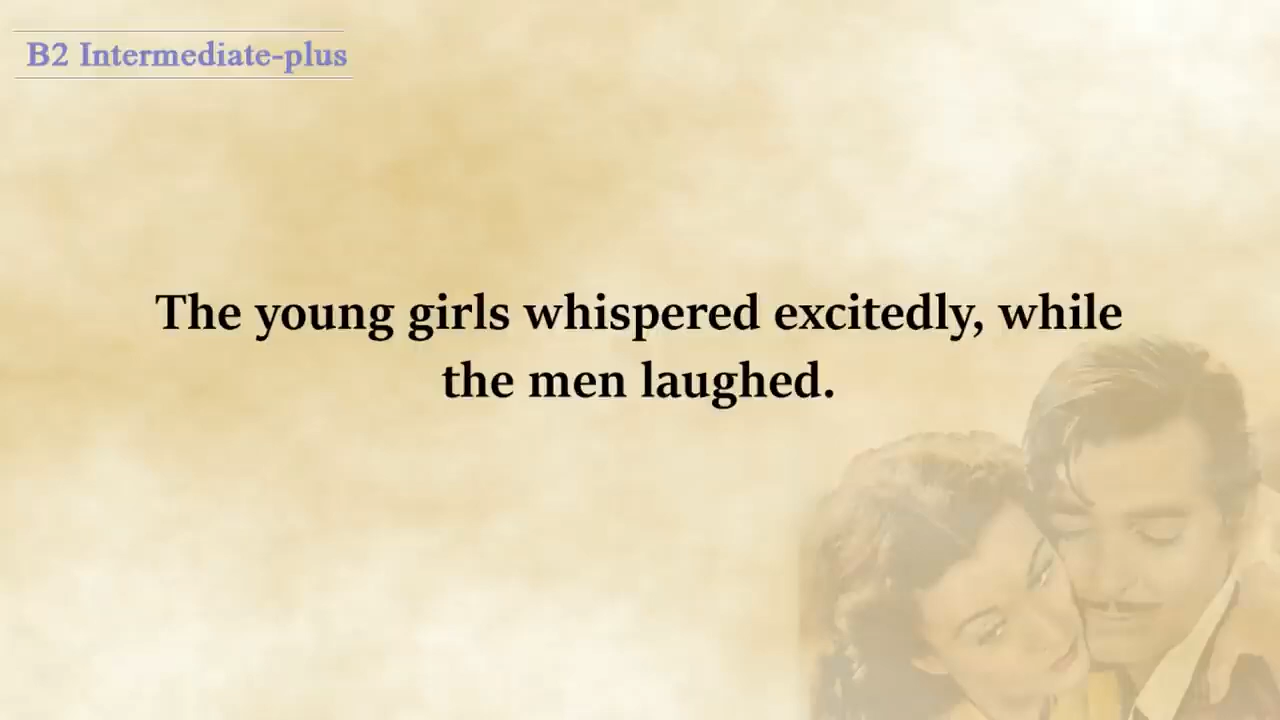 B2 Intermediate-plus
The young girls whispered excitedly, while
the men laughed.